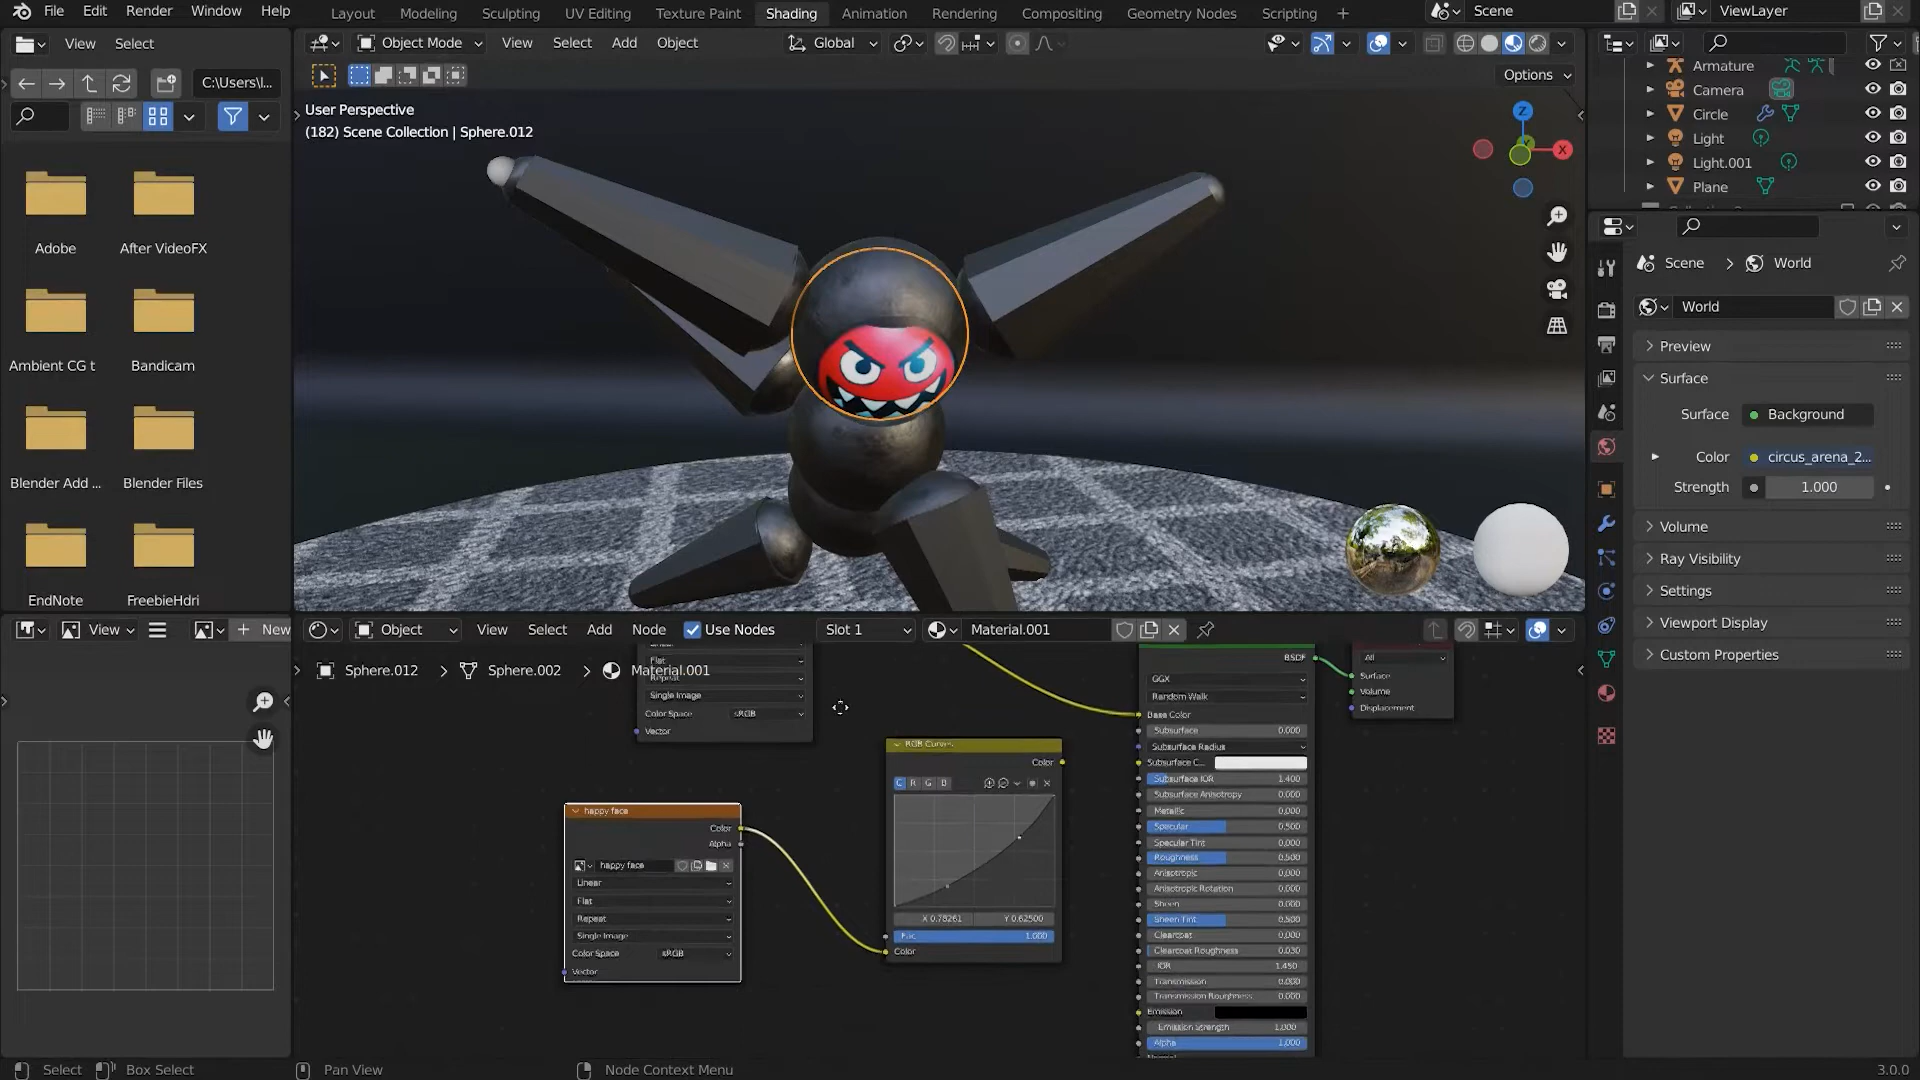 File Edit Render Window Help Layout Modeling Sculpting UV Editing Texture Paint Shading Animation Rendering Compositing Geometry Nodes Scripting + Scene ViewLayer
View Select
Object Mode View Select Add Object Global
C:\Users\l...
Options
User Perspective
(182) Scene Collection | Sphere.012
Z
X
Adobe After VideoFX
Ambient CG t Bandicam
Blender Add ... Blender Files
EndNote FreebieHdri
Armature
Camera
Circle
Light
Light.001
Plane
Scene > World
World
Preview
Surface
Surface Background
Color circus_arena_2...
Strength 1.000
Volume
Ray Visibility
Settings
Viewport Display
Custom Properties
View + New
Object View Select Add Node Use Nodes Slot 1 Material.001
Sphere.012 > Sphere.002 > Material.001
Flat
Repeat
Single Image
Color Space sRGB
Vector
happy face
Color
Alpha
happy face
Linear
Flat
Repeat
Single Image
Color Space sRGB
Vector
RGB Curves
Color
C R G B
X 0.78261 Y 0.62500
Fac 1.000
Color
BSDF
GGX
Random Walk
Base Color
Subsurface 0.000
Subsurface Radius
Subsurface C...
Subsurface IOR 1.400
Subsurface Anisotropy 0.000
Metallic 0.000
Specular 0.500
Specular Tint 0.000
Roughness 0.500
Anisotropic 0.000
Anisotropic Rotation 0.000
Sheen 0.000
Sheen Tint 0.500
Clearcoat 0.000
Clearcoat Roughness 0.030
IOR 1.450
Transmission 0.000
Transmission Roughness 0.000
Emission
Emission Strength 1.000
Alpha 1.000
All
Surface
Volume
Displacement
Select Box Select Pan View Node Context Menu 3.0.0